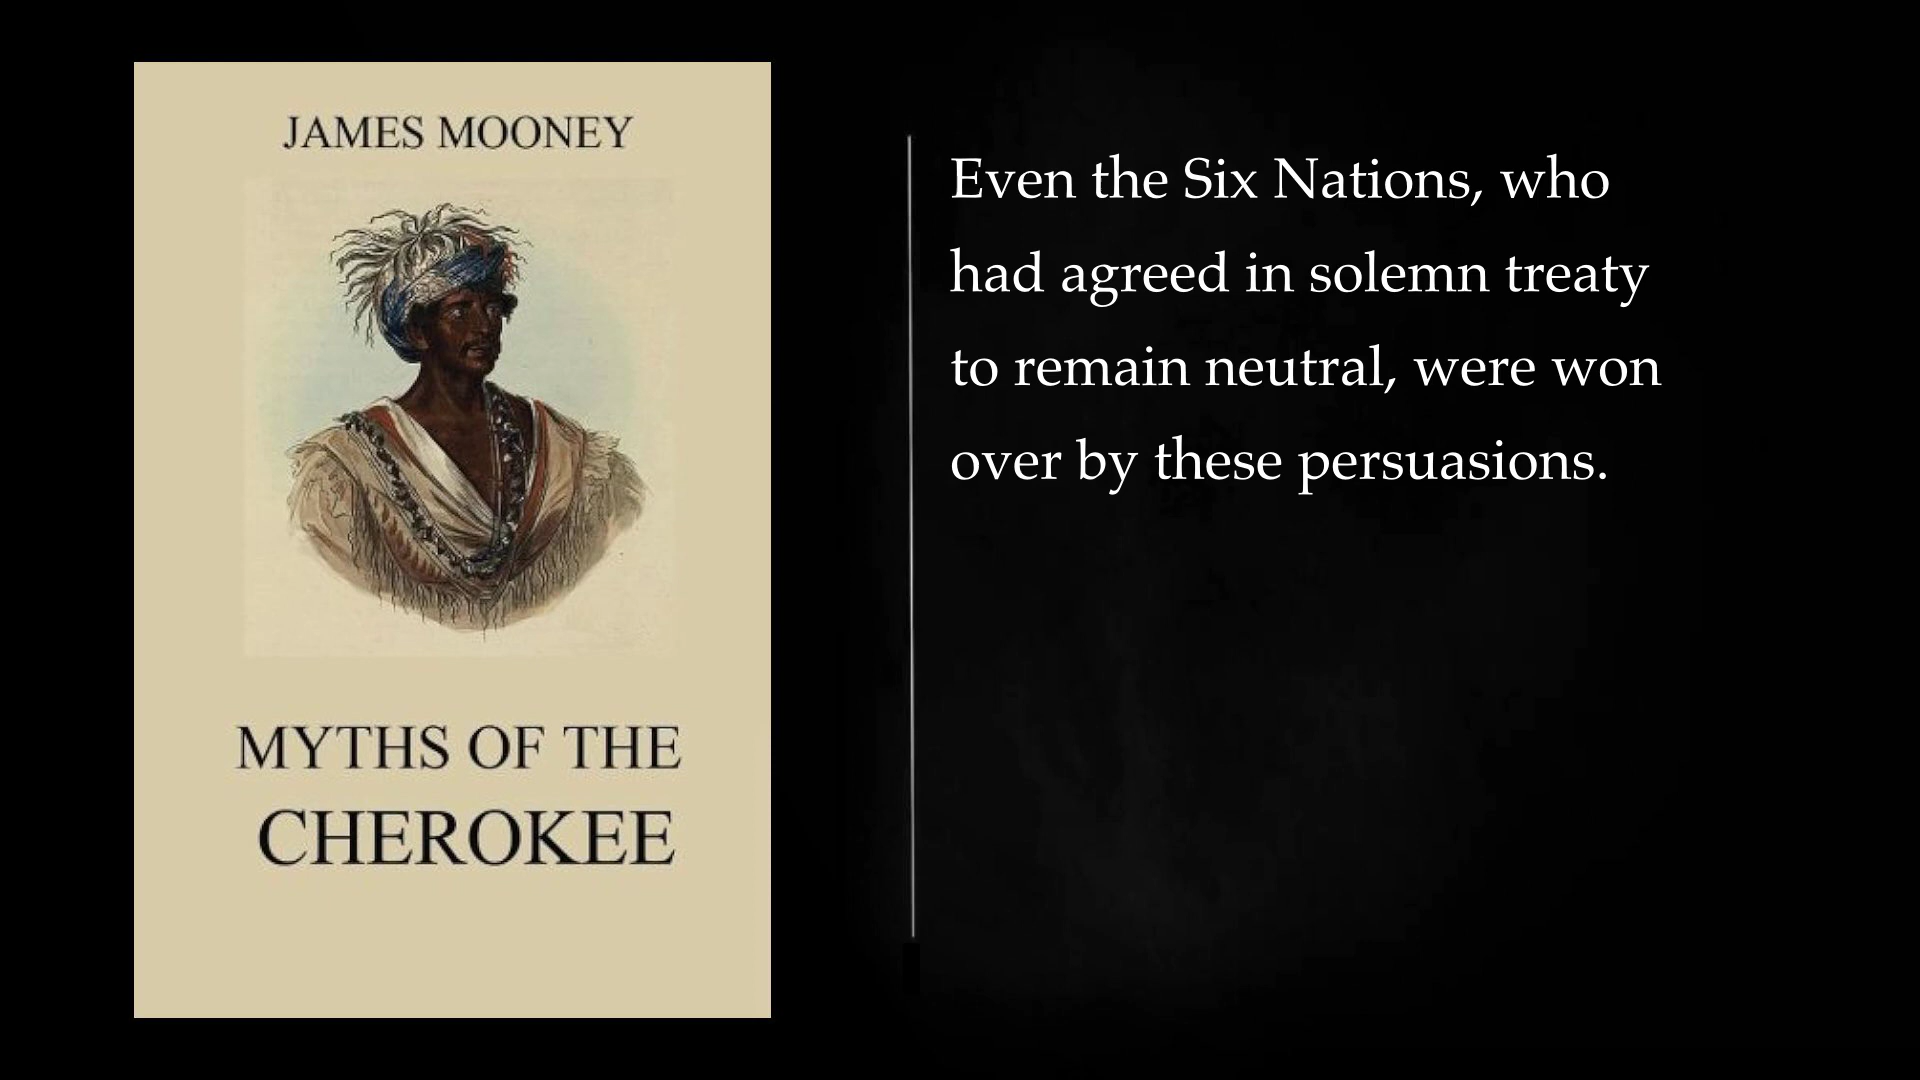 JAMES MOONEY
MYTHS OF THE
CHEROKEE
Even the Six Nations, who
had agreed in solemn treaty
to remain neutral, were won
over by these persuasions.